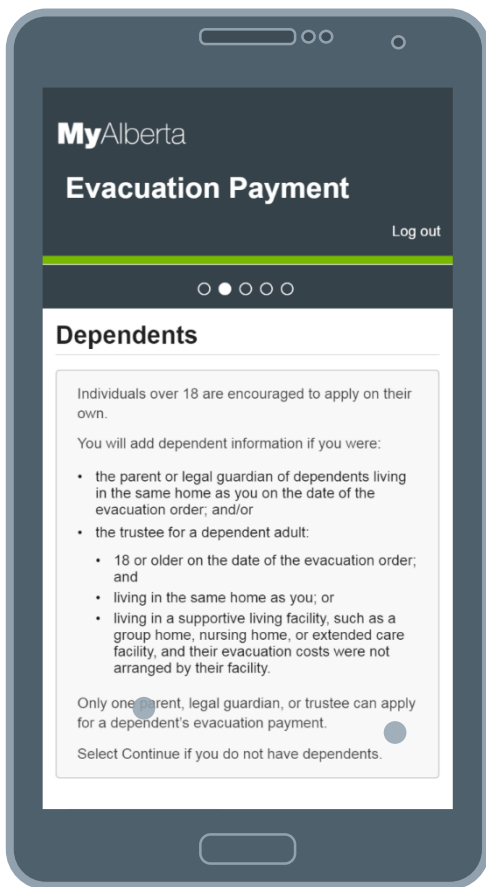 MyAlberta
Evacuation Payment
Log out
Dependents
Individuals over 18 are encouraged to apply on their
own.
You will add dependent information if you were:
• the parent or legal guardian of dependents living
in the same home as you on the date of the
evacuation order; and/or
• the trustee for a dependent adult:
• 18 or older on the date of the evacuation order;
and
• living in the same home as you; or
• living in a supportive living facility, such as a
group home, nursing home, or extended care
facility, and their evacuation costs were not
arranged by their facility.
Only one parent, legal guardian, or trustee can apply
for a dependent's evacuation payment.
Select Continue if you do not have dependents.